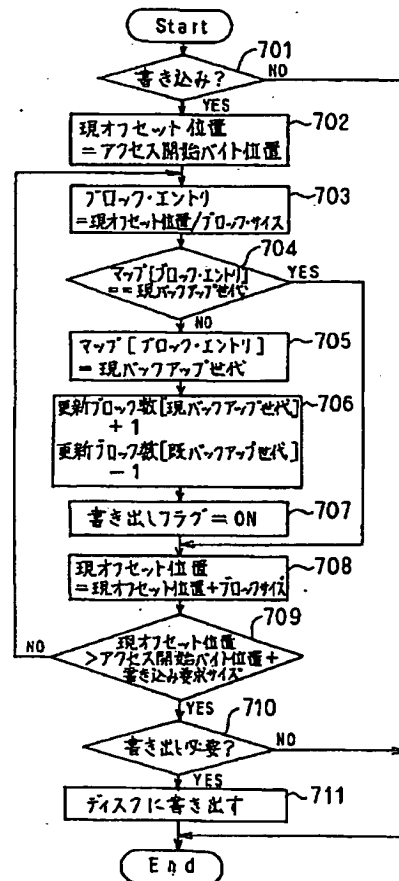 Start
701
書き込み?
NO
YES
702
現オフセット位置
=アクセス開始バイト位置
703
ブロック・エントリ
=現オフセット位置/ブロック・サイズ
704
マップ[ブロック・エントリ]
==現バックアップ世代
YES
NO
705
マップ[ブロック・エントリ]
=現バックアップ世代
706
更新ブロック数[現バックアップ世代]
+1
更新ブロック数[既バックアップ世代]
-1
707
書き出しフラグ=ON
708
現オフセット位置
=現オフセット位置+ブロックサイズ
709
現オフセット位置
>アクセス開始バイト位置+
書き込み要求サイズ
NO
YES
710
書き出し必要?
NO
YES
711
ディスクに書き出す
End